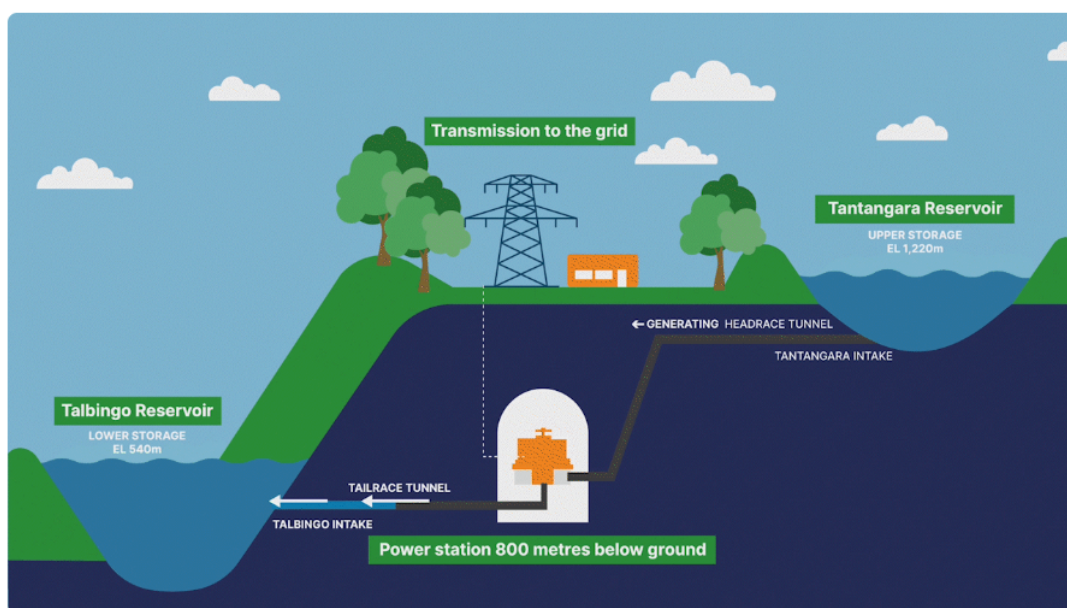 Transmission to the grid
Tantangara Reservoir
UPPER STORAGE
EL 1,220m
GENERATING HEADRACE TUNNEL
TANTANGARA INTAKE
Talbingo Reservoir
LOWER STORAGE
EL 540m
TAILRACE TUNNEL
TALBINGO INTAKE
Power station 800 metres below ground